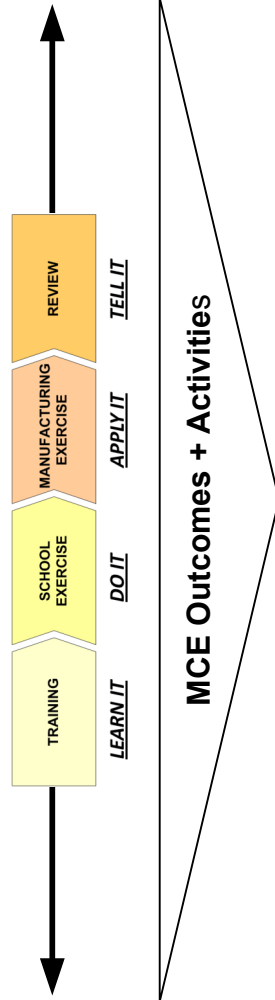 TRAINING
SCHOOL
EXERCISE
MANUFACTURING
EXERCISE
REVIEW
LEARN IT
DO IT
APPLY IT
TELL IT
MCE Outcomes + Activities